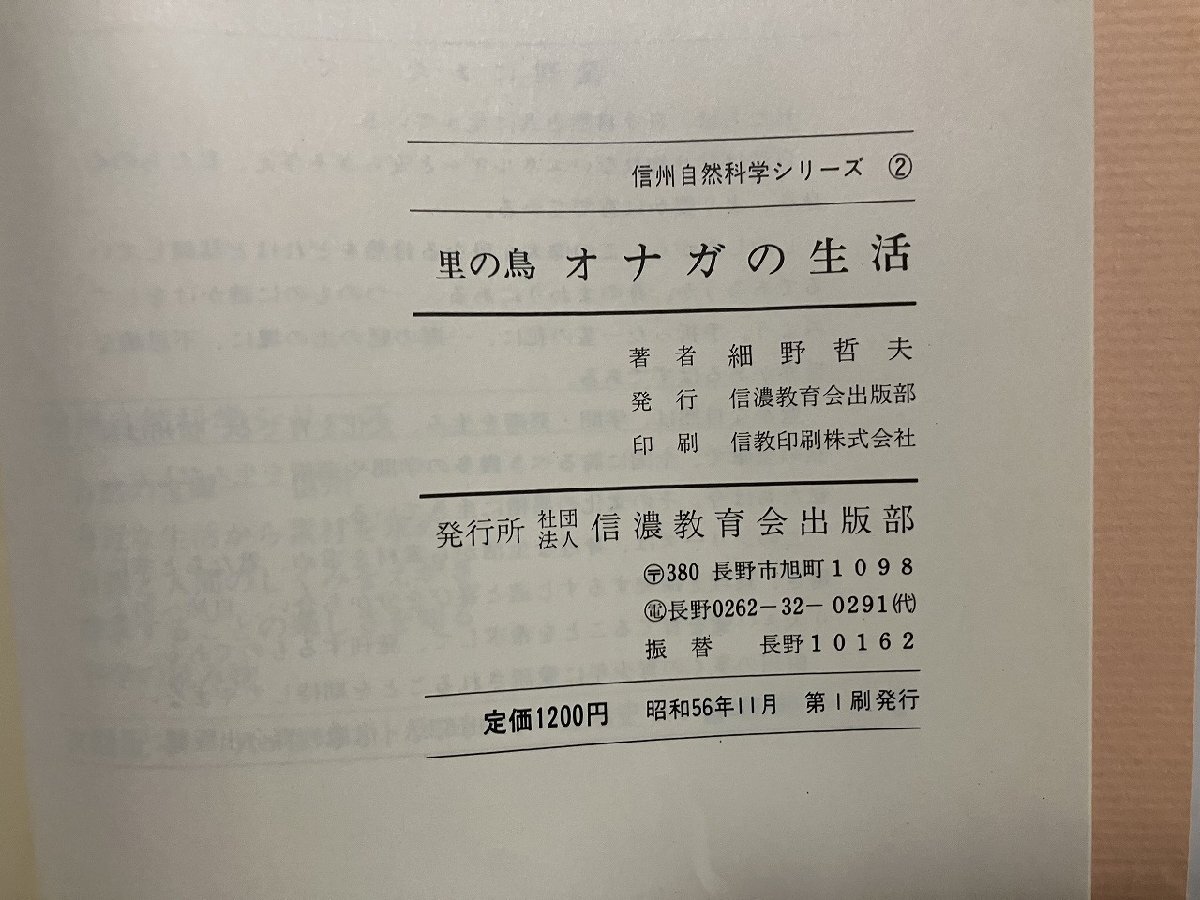 信州自然科学シリーズ ②
里の鳥 オナガの生活
著者 細野哲夫
発行 信濃教育会出版部
印刷 信教印刷株式会社
発行所 社団法人 信濃教育会出版部
〒380 長野市旭町1098
電長野0262-32-0291(代)
振替 長野10162
定価1200円 昭和56年11月 第1刷発行